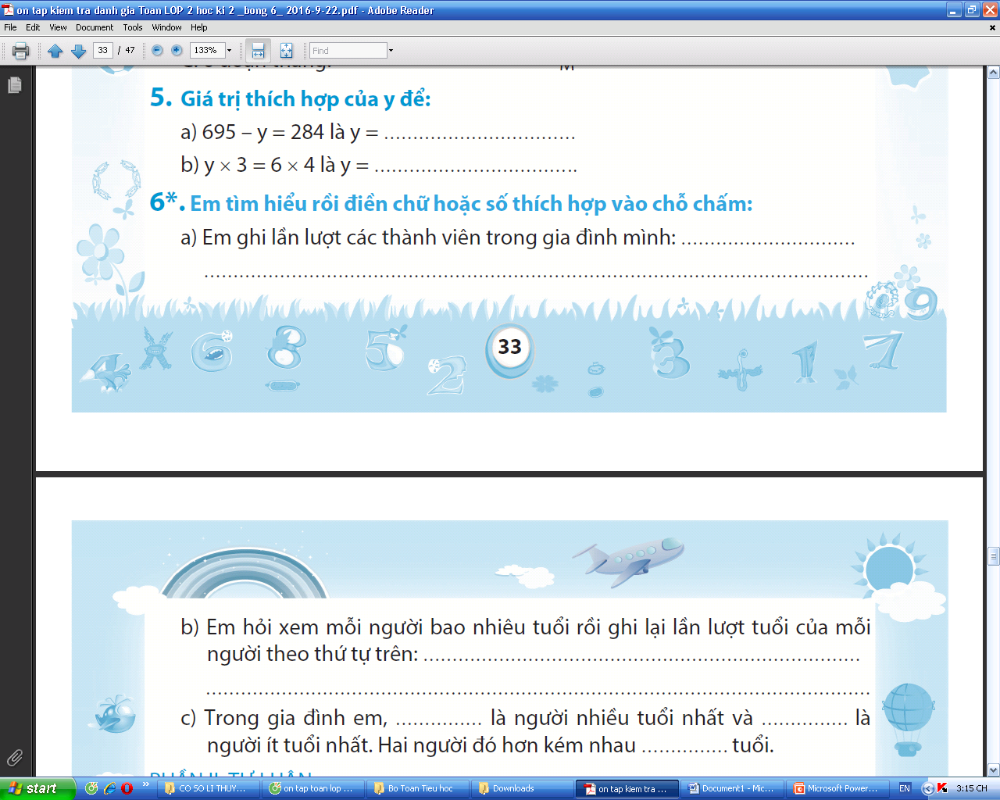 on tap kiem tra danh gia Toan LOP 2 hoc ki 2 _bong 6_ 2016-9-22.pdf - Adobe Reader
File Edit View Document Tools Window Help
33 / 47 133% Find
M
5. Giá trị thích hợp của y để:
a) 695 – y = 284 là y = .................................
b) y × 3 = 6 × 4 là y = ...................................
6*. Em tìm hiểu rồi điền chữ hoặc số thích hợp vào chỗ chấm:
a) Em ghi lần lượt các thành viên trong gia đình mình: ..............................
..................................................................................................................
33
b) Em hỏi xem mỗi người bao nhiêu tuổi rồi ghi lại lần lượt tuổi của mỗi
người theo thứ tự trên: ...........................................................................
..................................................................................................................
c) Trong gia đình em, ............... là người nhiều tuổi nhất và ............... là
người ít tuổi nhất. Hai người đó hơn kém nhau ............... tuổi.
start CO SO LI THUY... on tap toan lop ... Bo Toan Tieu hoc Downloads on tap kiem tra ... Document1 - Mic... Microsoft Power... EN 3:15 CH